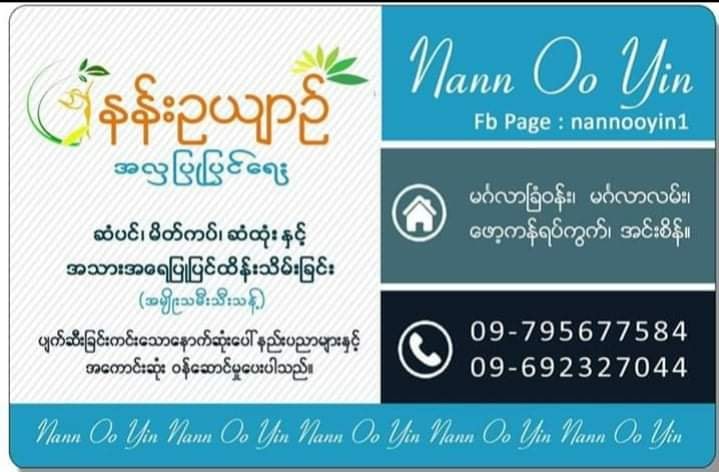 နန်းဥယျာဉ်
အလှပြုပြင်ရေး
ဆံပင်၊ မိတ်ကပ်၊ ဆံထုံး နှင့်
အသားအရေပြုပြင်ထိန်းသိမ်းခြင်း
(အမျိုးသမီးသီးသန့်)
ပျက်ဆီးခြင်းကင်းသောနောက်ဆုံးပေါ် နည်းပညာများနှင့်
အကောင်းဆုံး ဝန်ဆောင်မှုပေးပါသည်။
Nann Oo Yin
Fb Page : nannooyin1
မင်္ဂလာခြံဝန်း၊ မင်္ဂလာလမ်း၊
ဖော့ကန်ရပ်ကွက်၊ အင်းစိန်။
09-795677584
09-692327044
Nann Oo Yin Nann Oo Yin Nann Oo Yin Nann Oo Yin Nann Oo Yin